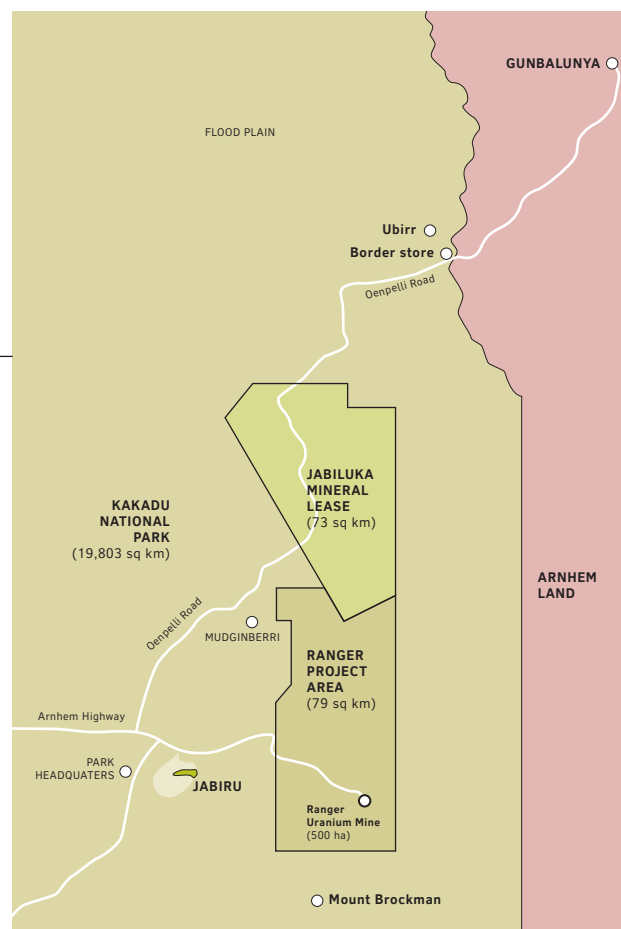 GUNBALUNYA
FLOOD PLAIN
Ubirr
Border store
Oenpelli Road
JABILUKA
MINERAL
LEASE
(73 sq km)
KAKADU
NATIONAL
PARK
(19,803 sq km)
ARNHEM
LAND
Oenpelli Road
MUDGINBERRI
RANGER
PROJECT
AREA
(79 sq km)
Arnhem Highway
PARK
HEADQUATERS
JABIRU
Ranger
Uranium Mine
(500 ha)
Mount Brockman